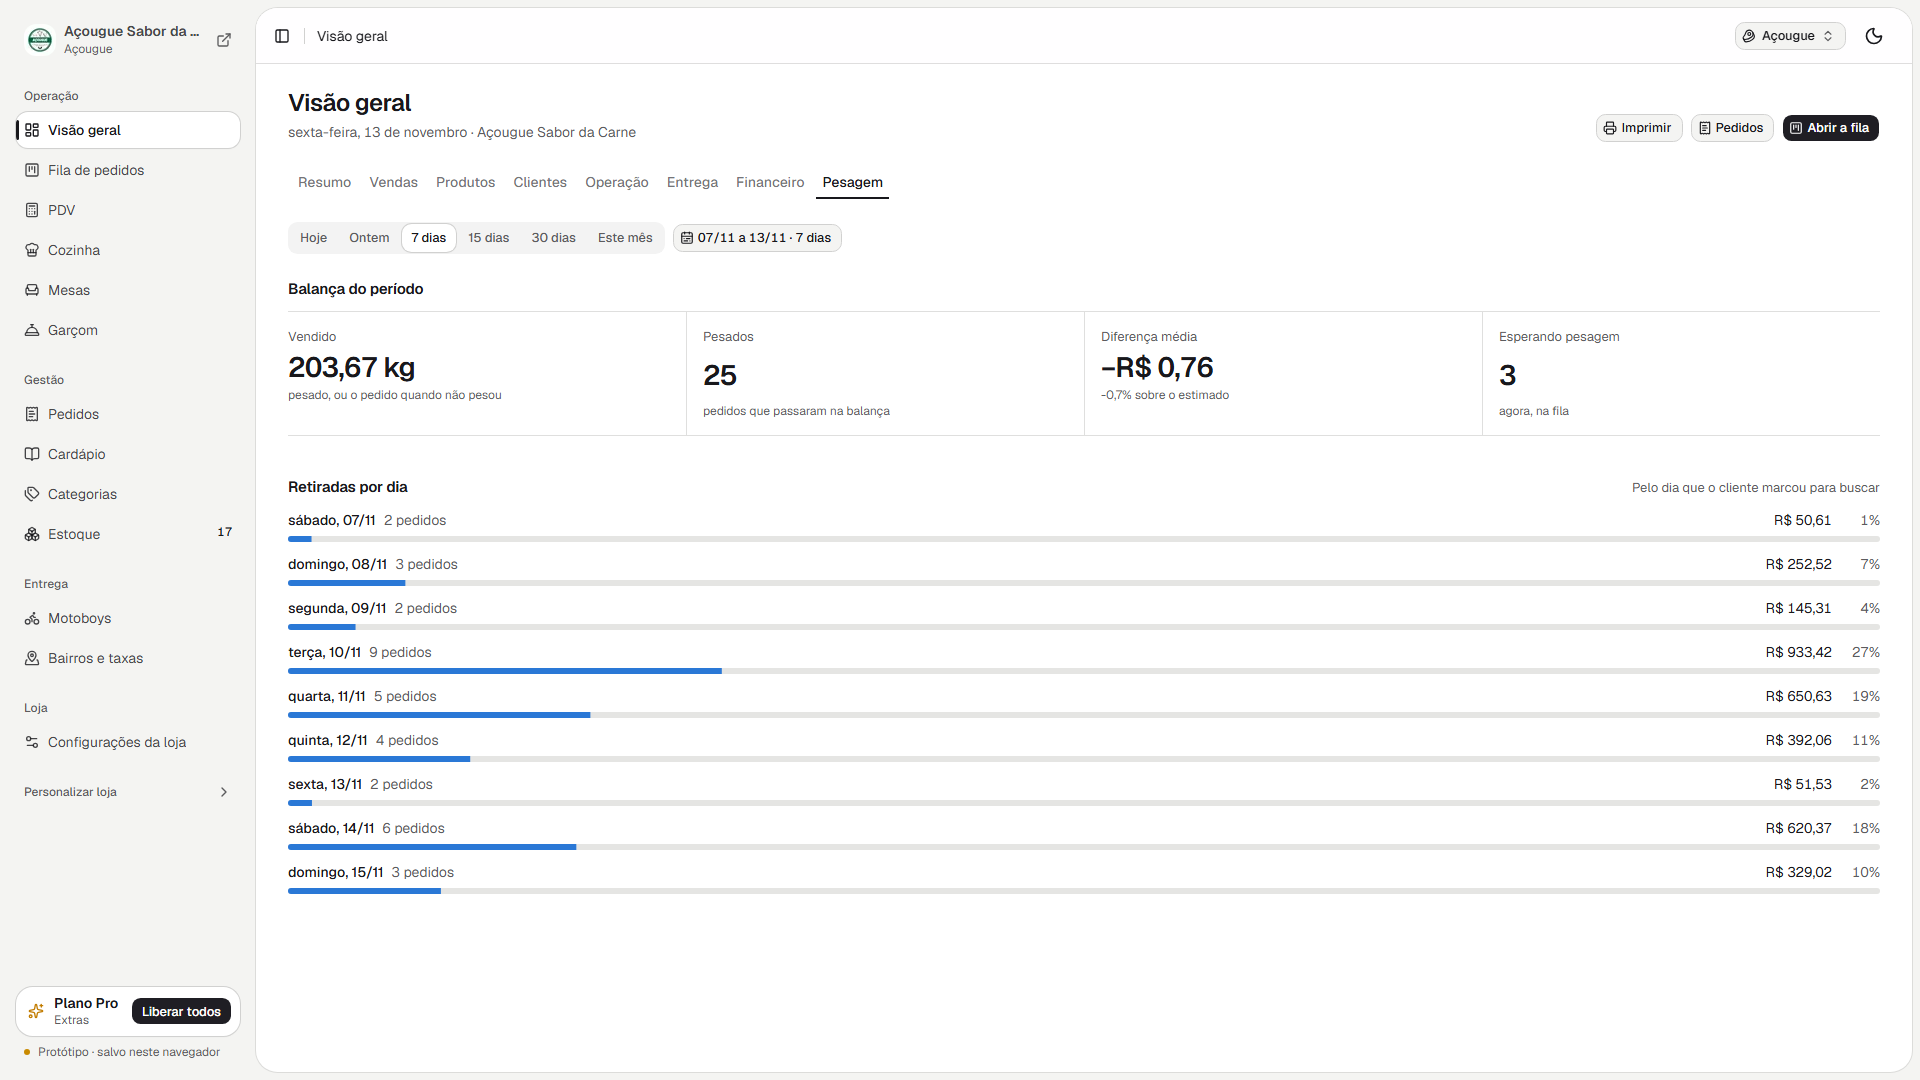 Açougue Sabor da ...
Açougue
Operação
Visão geral
Fila de pedidos
PDV
Cozinha
Mesas
Garçom
Gestão
Pedidos
Cardápio
Categorias
Estoque 17
Entrega
Motoboys
Bairros e taxas
Loja
Configurações da loja
Personalizar loja
Plano Pro
Extras
Liberar todos
Protótipo · salvo neste navegador
Visão geral
Açougue
Visão geral
sexta-feira, 13 de novembro · Açougue Sabor da Carne
Imprimir Pedidos Abrir a fila
Resumo Vendas Produtos Clientes Operação Entrega Financeiro Pesagem
Hoje Ontem 7 dias 15 dias 30 dias Este mês 07/11 a 13/11 · 7 dias
Balança do período
Vendido
203,67 kg
pesado, ou o pedido quando não pesou
Pesados
25
pedidos que passaram na balança
Diferença média
−R$ 0,76
-0,7% sobre o estimado
Esperando pesagem
3
agora, na fila
Retiradas por dia Pelo dia que o cliente marcou para buscar
sábado, 07/11 2 pedidos R$ 50,61 1%
domingo, 08/11 3 pedidos R$ 252,52 7%
segunda, 09/11 2 pedidos R$ 145,31 4%
terça, 10/11 9 pedidos R$ 933,42 27%
quarta, 11/11 5 pedidos R$ 650,63 19%
quinta, 12/11 4 pedidos R$ 392,06 11%
sexta, 13/11 2 pedidos R$ 51,53 2%
sábado, 14/11 6 pedidos R$ 620,37 18%
domingo, 15/11 3 pedidos R$ 329,02 10%